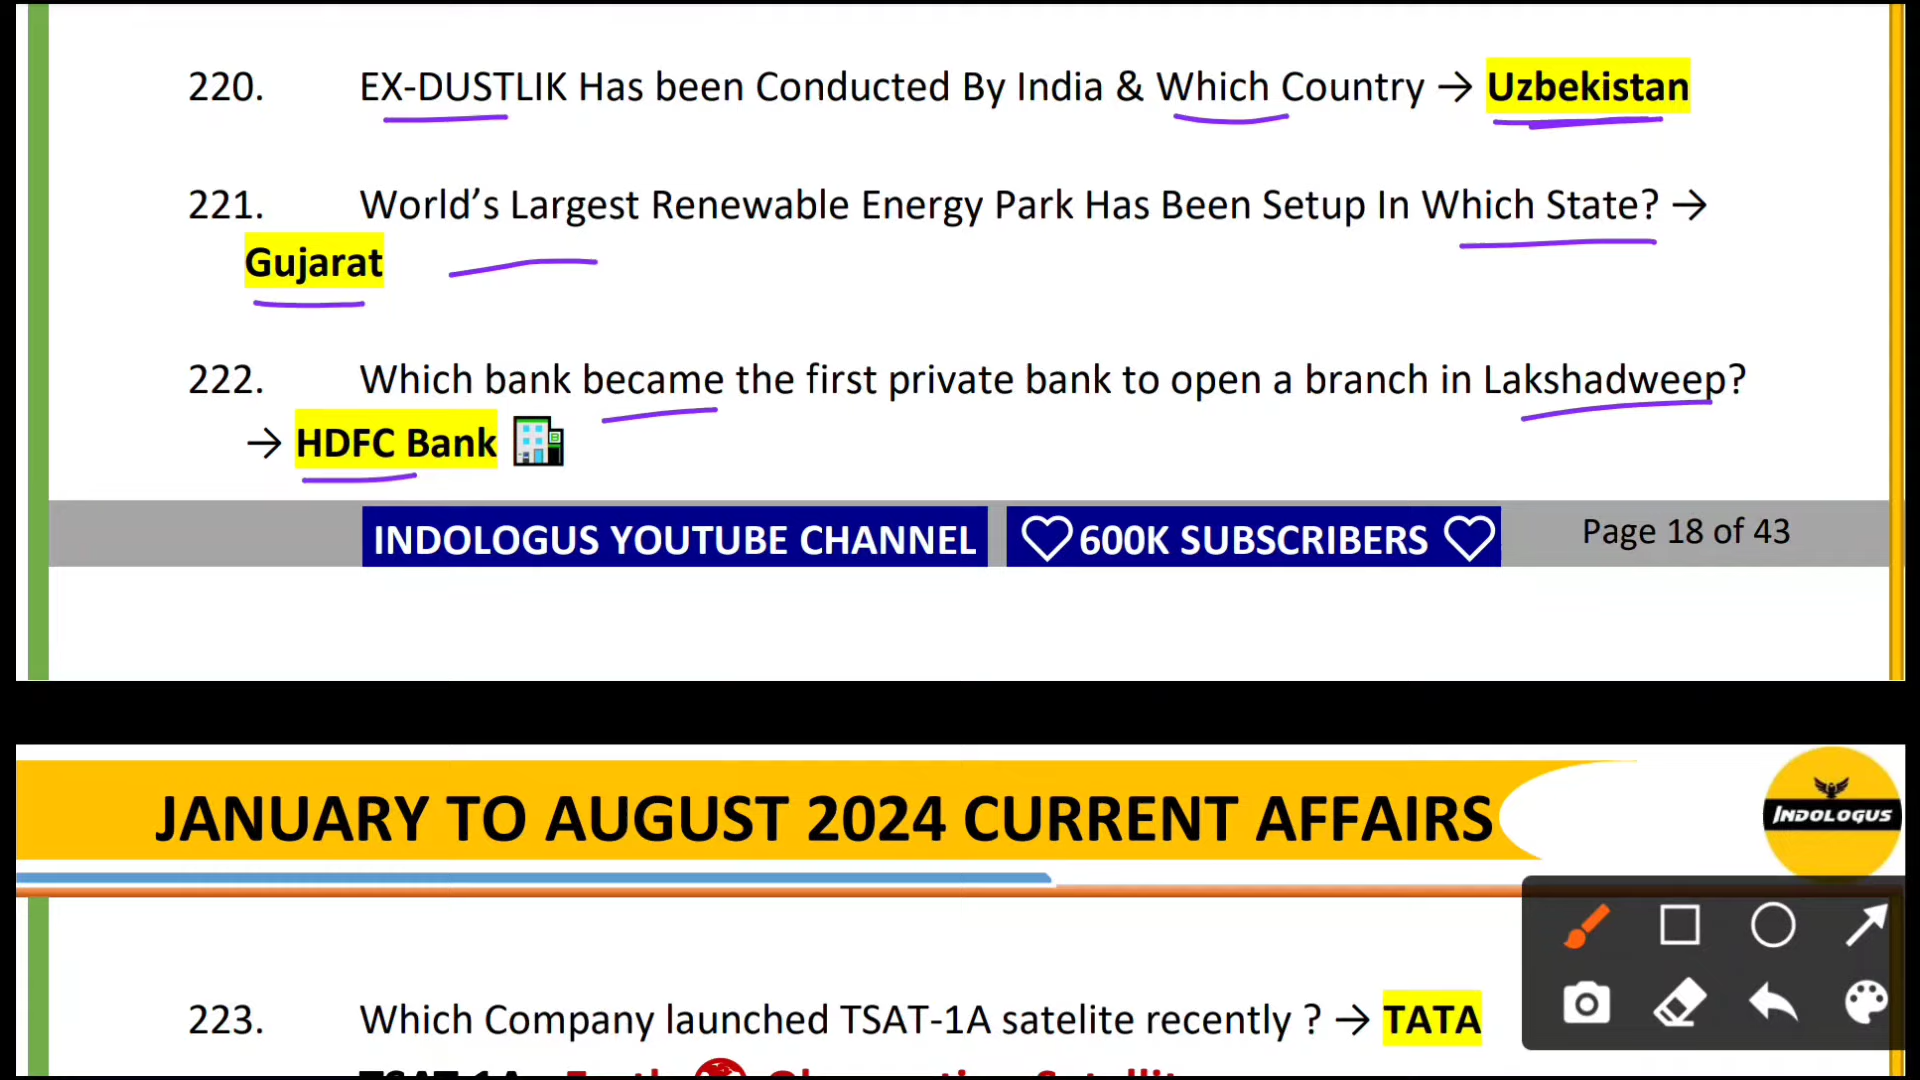 220. EX-DUSTLIK Has been Conducted By India & Which Country → Uzbekistan
221. World’s Largest Renewable Energy Park Has Been Setup In Which State? →
Gujarat
222. Which bank became the first private bank to open a branch in Lakshadweep?
→ HDFC Bank
INDOLOGUS YOUTUBE CHANNEL ♡ 600K SUBSCRIBERS ♡ Page 18 of 43
JANUARY TO AUGUST 2024 CURRENT AFFAIRS
INDOLOGUS
223. Which Company launched TSAT-1A satelite recently ? → TATA